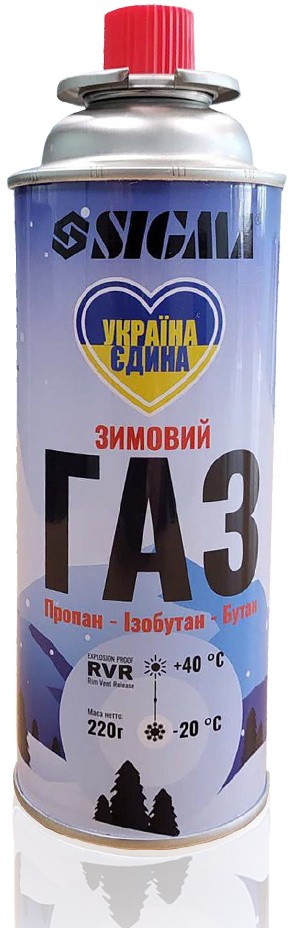 SIGMA
УКРАЇНА
ЄДИНА
ЗИМОВИЙ
ГАЗ
Пропан - Ізобутан - Бутан
EXPLOSION PROOF
RVR
Rim Vent Release
+40 °C
Маса нетто:
220г
-20 °C